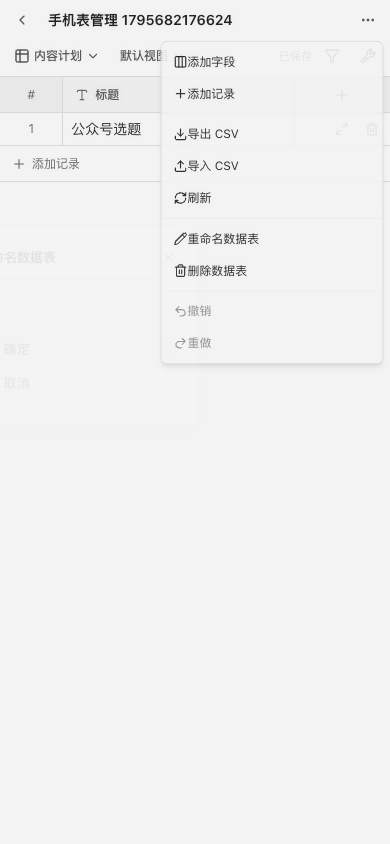 手机表管理 1795682176624
内容计划
默认视图
已保存
#
标题
1
公众号选题
添加记录
添加字段
添加记录
导出 CSV
导入 CSV
刷新
重命名数据表
删除数据表
撤销
重做
名数据表
确定
取消